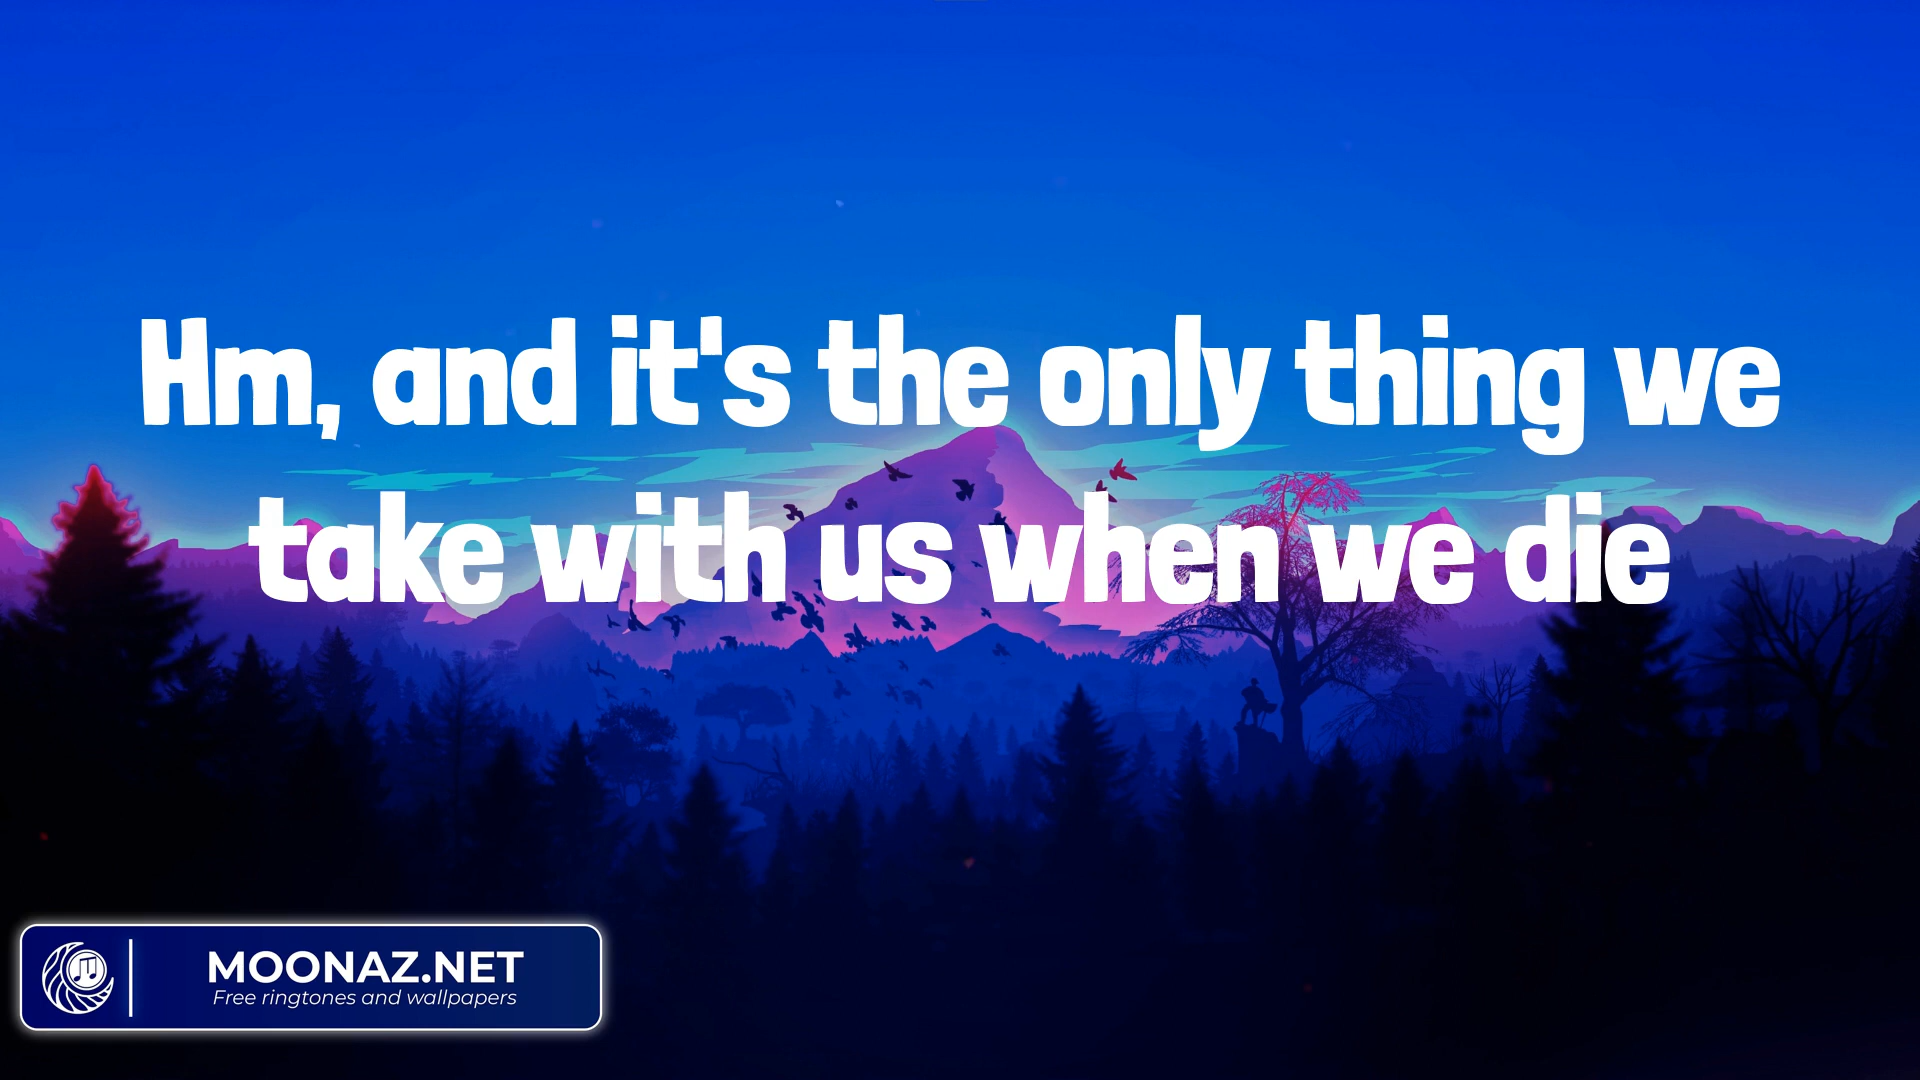 Hm, and it's the only thing we
take with us when we die
MOONAZ.NET
Free ringtones and wallpapers